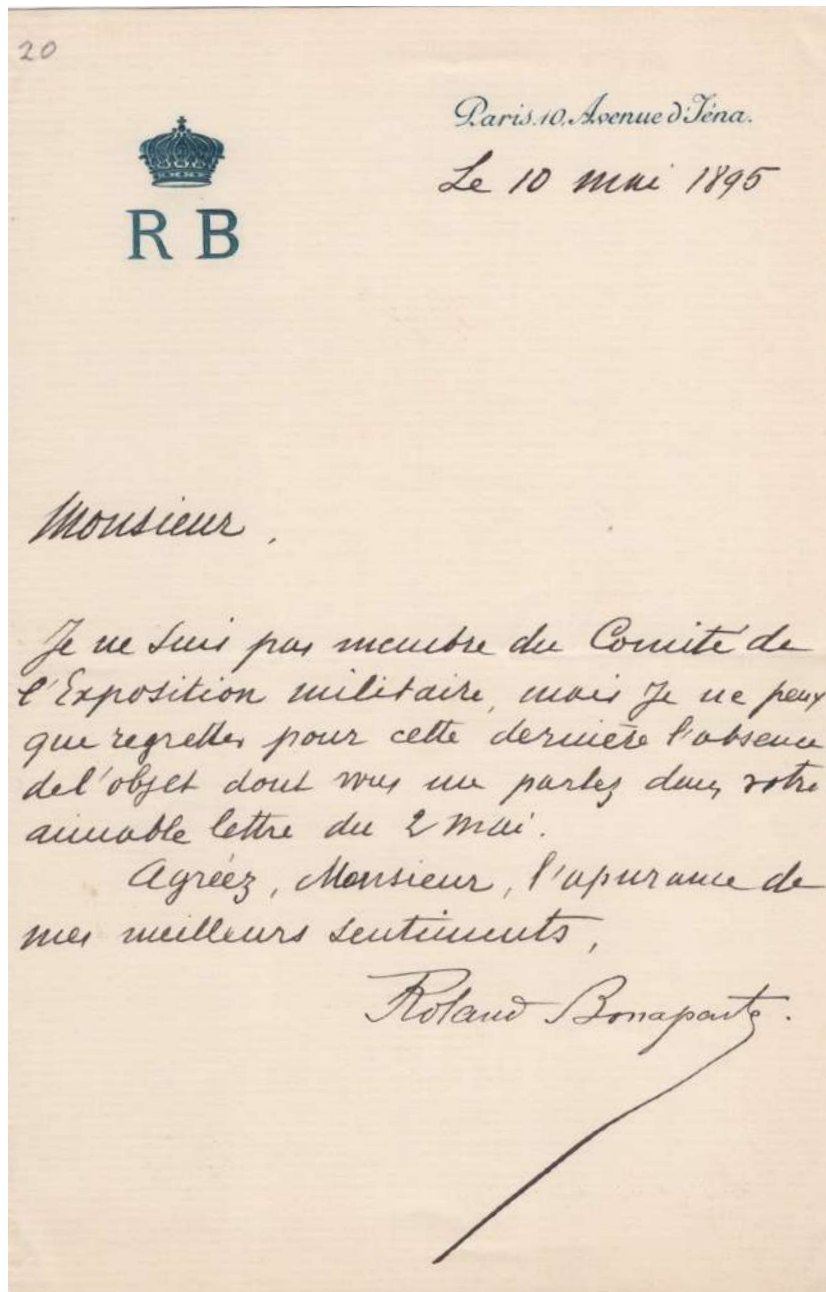 20
Paris. 10, Avenue d'Iéna.
Le 10 mai 1895
R B
Monsieur,
Je ne suis pas membre du Comité de
l'Exposition militaire, mais je ne peux
que regretter pour cette dernière l'absence
de l'objet dont vous me parlez dans votre
aimable lettre du 2 mai.
Agréez, Monsieur, l'assurance de
mes meilleurs sentiments,
Roland Bonaparte.